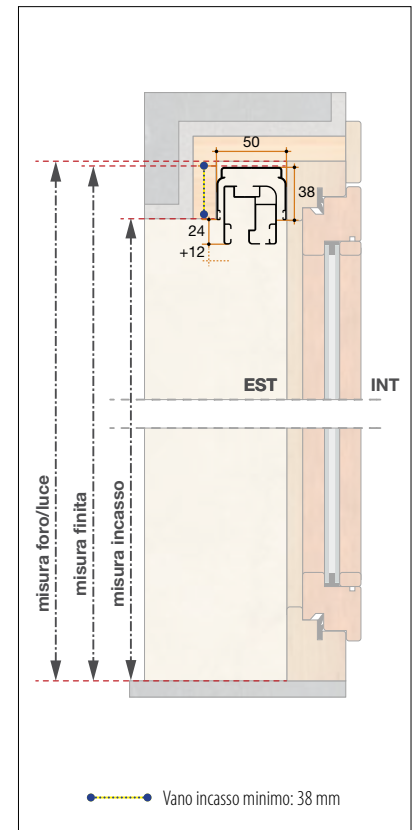 50
38
24
+12
EST
INT
misura foro/luce
misura finita
misura incasso
Vano incasso minimo: 38 mm